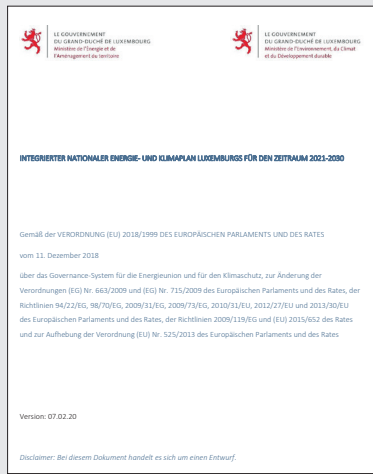 LE GOUVERNEMENT
DU GRAND-DUCHÉ DE LUXEMBOURG
Ministère de l'Énergie et de
l'Aménagement du territoire
LE GOUVERNEMENT
DU GRAND-DUCHÉ DE LUXEMBOURG
Ministère de l'Environnement, du Climat
et du Développement durable
INTEGRIERTER NATIONALER ENERGIE- UND KLIMAPLAN LUXEMBURGS FÜR DEN ZEITRAUM 2021-2030
Gemäß der VERORDNUNG (EU) 2018/1999 DES EUROPÄISCHEN PARLAMENTS UND DES RATES
vom 11. Dezember 2018
über das Governance-System für die Energieunion und für den Klimaschutz, zur Änderung der
Verordnungen (EG) Nr. 663/2009 und (EG) Nr. 715/2009 des Europäischen Parlaments und des Rates, der
Richtlinien 94/22/EG, 98/70/EG, 2009/31/EG, 2009/73/EG, 2010/31/EU, 2012/27/EU und 2013/30/EU
des Europäischen Parlaments und des Rates, der Richtlinien 2009/119/EG und (EU) 2015/652 des Rates
und zur Aufhebung der Verordnung (EU) Nr. 525/2013 des Europäischen Parlaments und des Rates
Version: 07.02.20
Disclaimer: Bei diesem Dokument handelt es sich um einen Entwurf.